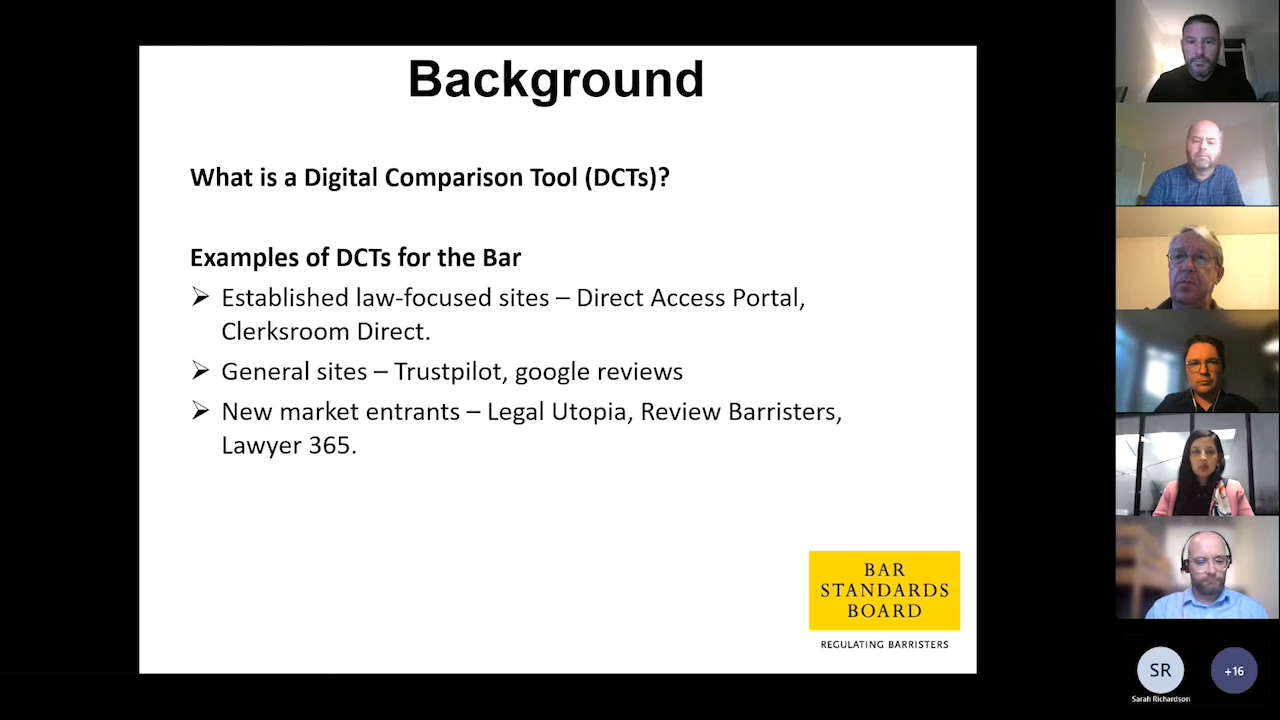 Background
What is a Digital Comparison Tool (DCTs)?
Examples of DCTs for the Bar
➢ Established law-focused sites – Direct Access Portal,
Clerksroom Direct.
➢ General sites – Trustpilot, google reviews
➢ New market entrants – Legal Utopia, Review Barristers,
Lawyer 365.
BAR
STANDARDS
BOARD
REGULATING BARRISTERS
SR
+16
Sarah Richardson